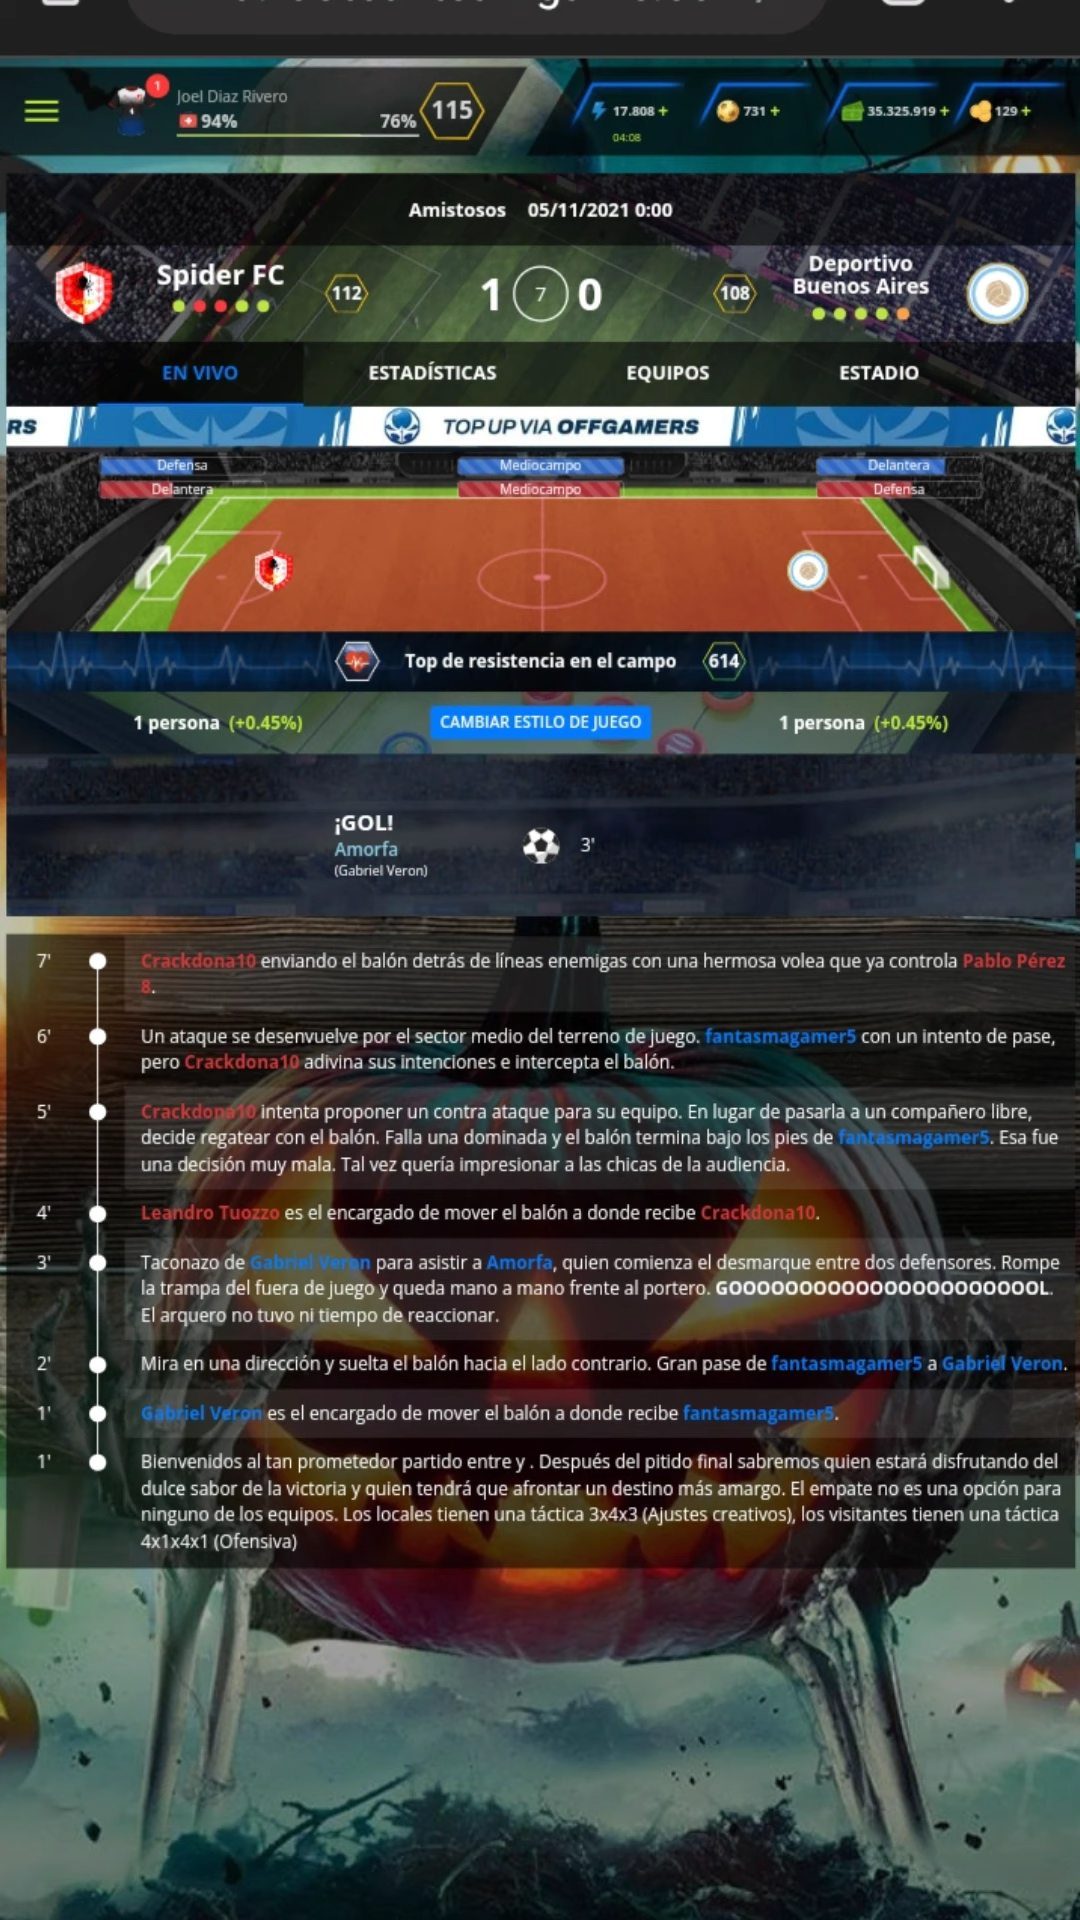 1
Joel Diaz Rivero
94%
76%
115
17.808 +
04:08
731 +
35.325.919 +
129 +
Amistosos 05/11/2021 0:00
Spider FC
112
1 7 0
108
Deportivo
Buenos Aires
EN VIVO
ESTADÍSTICAS
EQUIPOS
ESTADIO
RS
TOP UP VIA OFFGAMERS
Defensa
Mediocampo
Delantera
Delantera
Mediocampo
Defensa
Top de resistencia en el campo 614
1 persona (+0.45%)
CAMBIAR ESTILO DE JUEGO
1 persona (+0.45%)
¡GOL!
Amorfa
(Gabriel Veron)
3'
7' Crackdona10 enviando el balón detrás de líneas enemigas con una hermosa volea que ya controla Pablo Pérez
8.
6' Un ataque se desenvuelve por el sector medio del terreno de juego. fantasmagamer5 con un intento de pase,
pero Crackdona10 adivina sus intenciones e intercepta el balón.
5' Crackdona10 intenta proponer un contra ataque para su equipo. En lugar de pasarla a un compañero libre,
decide regatear con el balón. Falla una dominada y el balón termina bajo los pies de fantasmagamer5. Esa fue
una decisión muy mala. Tal vez quería impresionar a las chicas de la audiencia.
4' Leandro Tuozzo es el encargado de mover el balón a donde recibe Crackdona10.
3' Taconazo de Gabriel Veron para asistir a Amorfa, quien comienza el desmarque entre dos defensores. Rompe
la trampa del fuera de juego y queda mano a mano frente al portero. GOOOOOOOOOOOOOOOOOOOOOOOL.
El arquero no tuvo ni tiempo de reaccionar.
2' Mira en una dirección y suelta el balón hacia el lado contrario. Gran pase de fantasmagamer5 a Gabriel Veron.
1' Gabriel Veron es el encargado de mover el balón a donde recibe fantasmagamer5.
1' Bienvenidos al tan prometedor partido entre y . Después del pitido final sabremos quien estará disfrutando del
dulce sabor de la victoria y quien tendrá que afrontar un destino más amargo. El empate no es una opción para
ninguno de los equipos. Los locales tienen una táctica 3x4x3 (Ajustes creativos), los visitantes tienen una táctica
4x1x4x1 (Ofensiva)